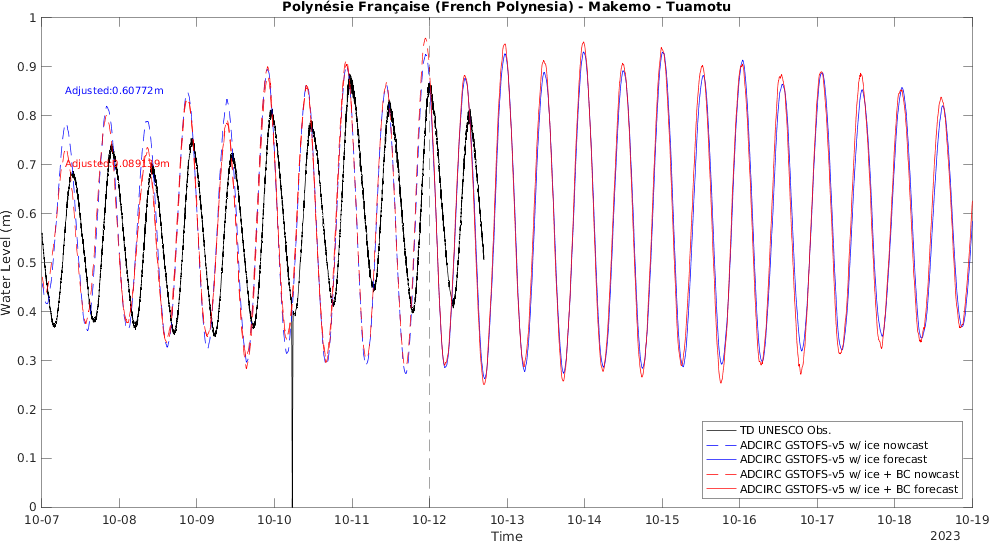 Polynésie Française (French Polynesia) - Makemo - Tuamotu
1
0.9
0.8
0.7
0.6
0.5
0.4
0.3
0.2
0.1
0
Water Level (m)
Adjusted:0.60772m
TD UNESCO Obs.
ADCIRC GSTOFS-v5 w/ ice nowcast
ADCIRC GSTOFS-v5 w/ ice forecast
ADCIRC GSTOFS-v5 w/ ice + BC nowcast
ADCIRC GSTOFS-v5 w/ ice + BC forecast
10-07 10-08 10-09 10-10 10-11 10-12 10-13 10-14 10-15 10-16 10-17 10-18 10-19
Time
2023